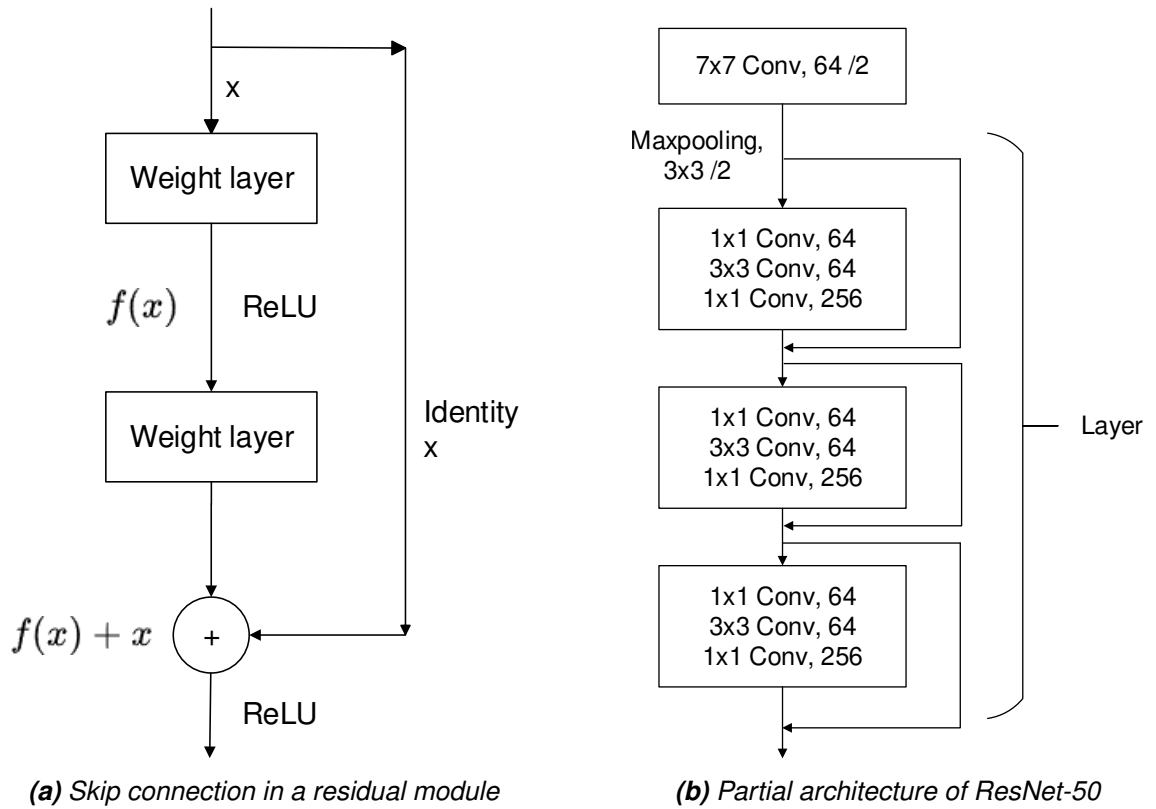 x
Weight layer
f(x)
ReLU
Weight layer
Identity
x
f(x) + x
+
ReLU
(a) Skip connection in a residual module
7x7 Conv, 64 /2
Maxpooling,
3x3 /2
1x1 Conv, 64
3x3 Conv, 64
1x1 Conv, 256
1x1 Conv, 64
3x3 Conv, 64
1x1 Conv, 256
Layer
1x1 Conv, 64
3x3 Conv, 64
1x1 Conv, 256
(b) Partial architecture of ResNet-50